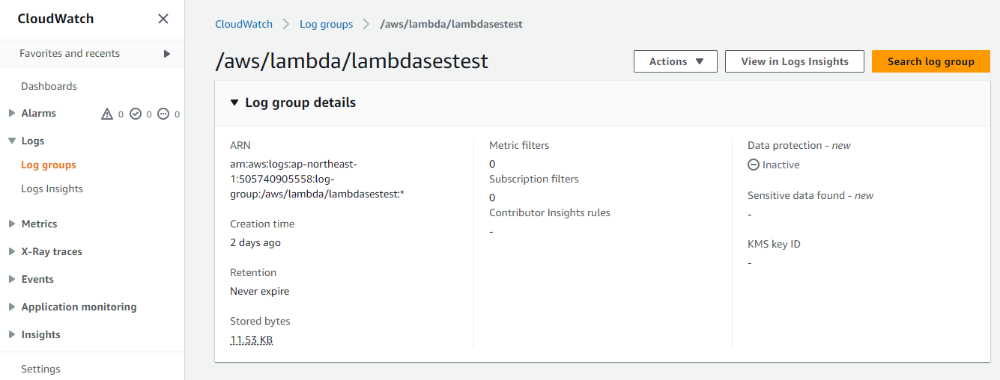 CloudWatch
Favorites and recents
Dashboards
Alarms 0 0 0
Logs
Log groups
Logs Insights
Metrics
X-Ray traces
Events
Application monitoring
Insights
Settings
CloudWatch Log groups /aws/lambda/lambdasestest
/aws/lambda/lambdasestest
Actions
View in Logs Insights
Search log group
Log group details
ARN
arn:aws:logs:ap-northeast-
1:505740905558:log-
group:/aws/lambda/lambdasestest:*
Creation time
2 days ago
Retention
Never expire
Stored bytes
11.53 KB
Metric filters
0
Subscription filters
0
Contributor Insights rules
-
Data protection - new
Inactive
Sensitive data found - new
-
KMS key ID
-